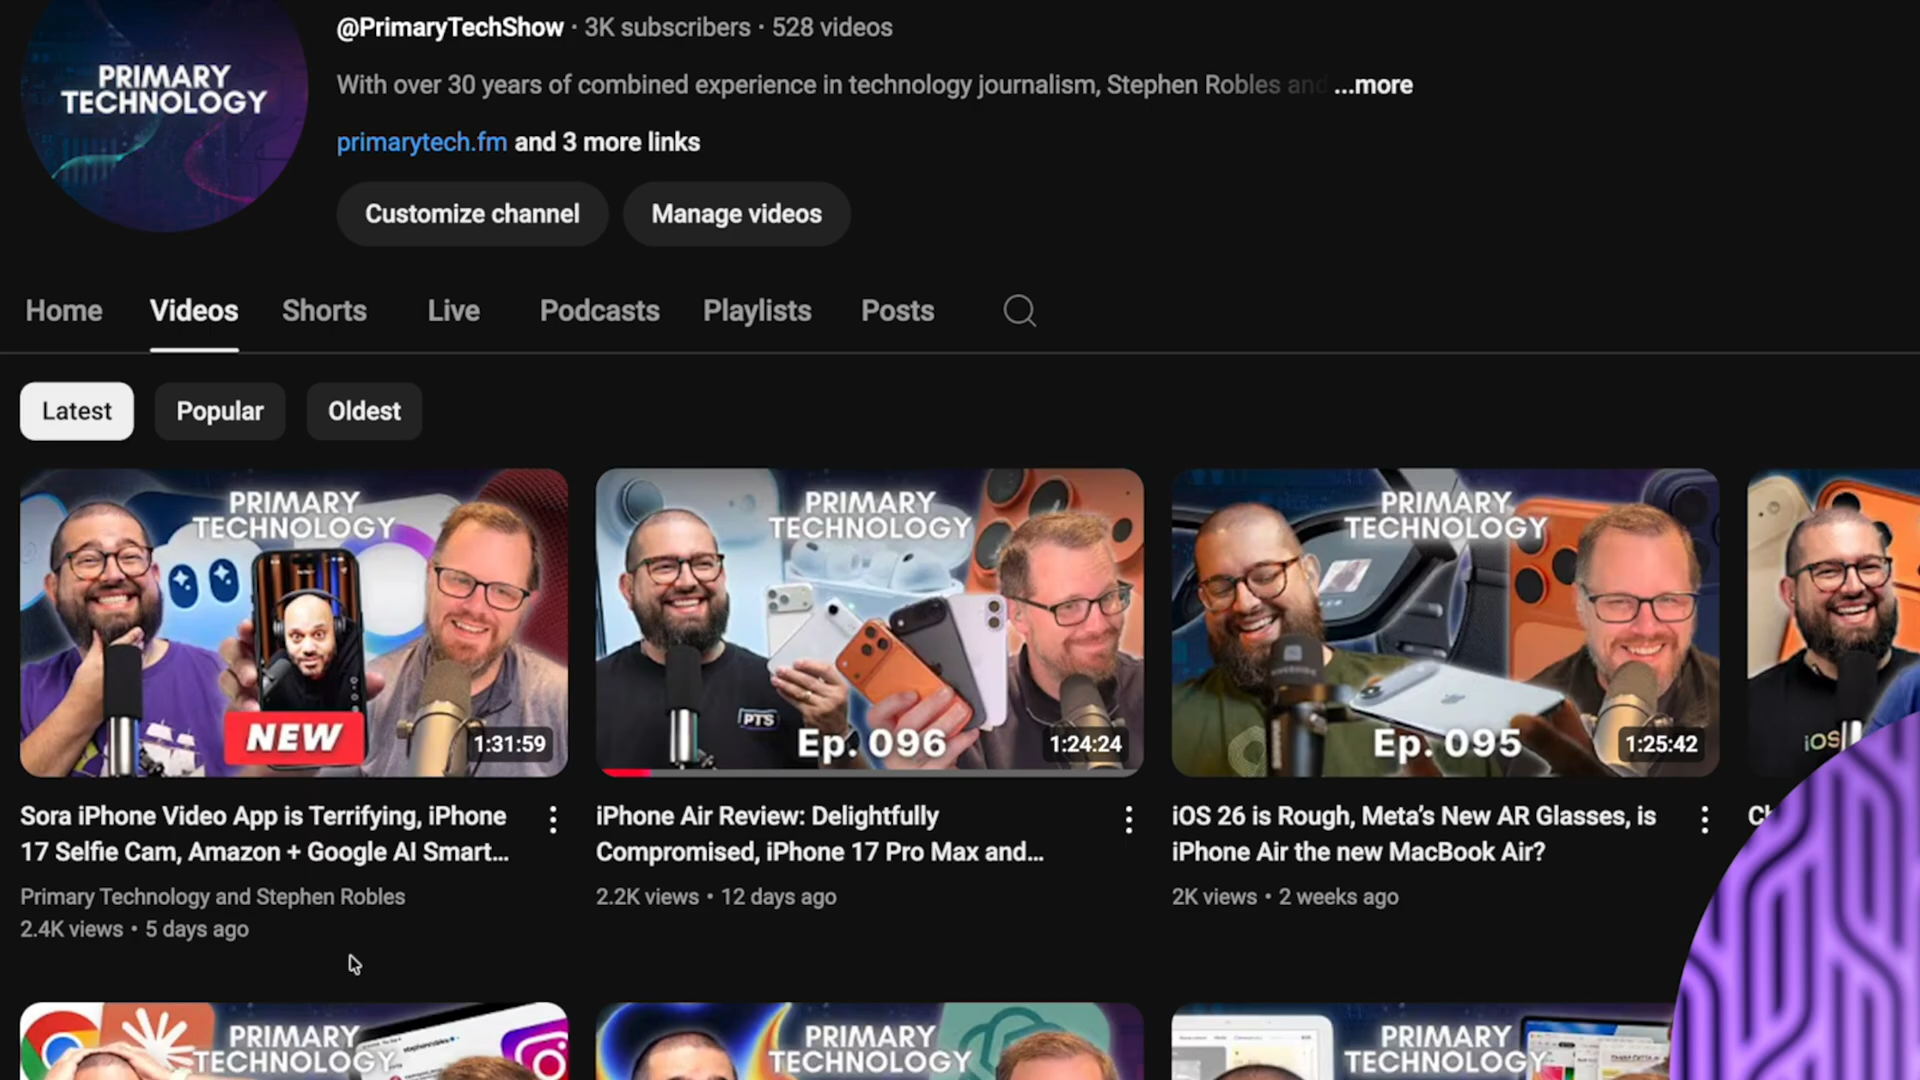 PRIMARY
TECHNOLOGY
@PrimaryTechShow · 3K subscribers · 528 videos
With over 30 years of combined experience in technology journalism, Stephen Robles and ...more
primarytech.fm and 3 more links
Customize channel
Manage videos
Home
Videos
Shorts
Live
Podcasts
Playlists
Posts
Latest
Popular
Oldest
PRIMARY
TECHNOLOGY
NEW
1:31:59
PRIMARY
TECHNOLOGY
PTS
Ep. 096
1:24:24
PRIMARY
TECHNOLOGY
Ep. 095
1:25:42
iOS
Sora iPhone Video App is Terrifying, iPhone
17 Selfie Cam, Amazon + Google AI Smart...
Primary Technology and Stephen Robles
2.4K views • 5 days ago
iPhone Air Review: Delightfully
Compromised, iPhone 17 Pro Max and...
2.2K views • 12 days ago
iOS 26 is Rough, Meta’s New AR Glasses, is
iPhone Air the new MacBook Air?
2K views • 2 weeks ago
PRIMARY
TECHNOLOGY
PRIMARY
TECHNOLOGY
PRIMARY
TECHNOLOGY